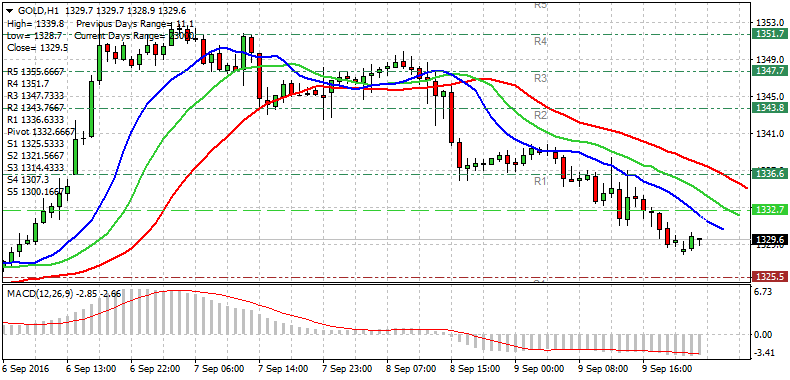 GOLD,H1 1329.7 1329.7 1328.9 1329.6
High= 1339.8 Previous Days Range= 11.1
Low= 1328.7 Current Days Range=
Close= 1329.5
R5 1355.6667
R4 1351.7
R3 1347.7333
R2 1343.7667
R1 1336.6333
Pivot 1332.6667
S1 1325.5333
S2 1321.5667
S3 1314.4333
S4 1307.3
S5 1300.1667
R5
R4
R3
R2
R1
1353.0
1351.7
1349.0
1347.7
1345.0
1343.8
1341.0
1336.6
1332.7
1329.6
1325.5
MACD(12,26,9) -2.85 -2.66
6.73
0.00
-3.41
6 Sep 2016
6 Sep 13:00
6 Sep 22:00
7 Sep 06:00
7 Sep 14:00
7 Sep 23:00
8 Sep 07:00
8 Sep 15:00
9 Sep 00:00
9 Sep 08:00
9 Sep 16:00